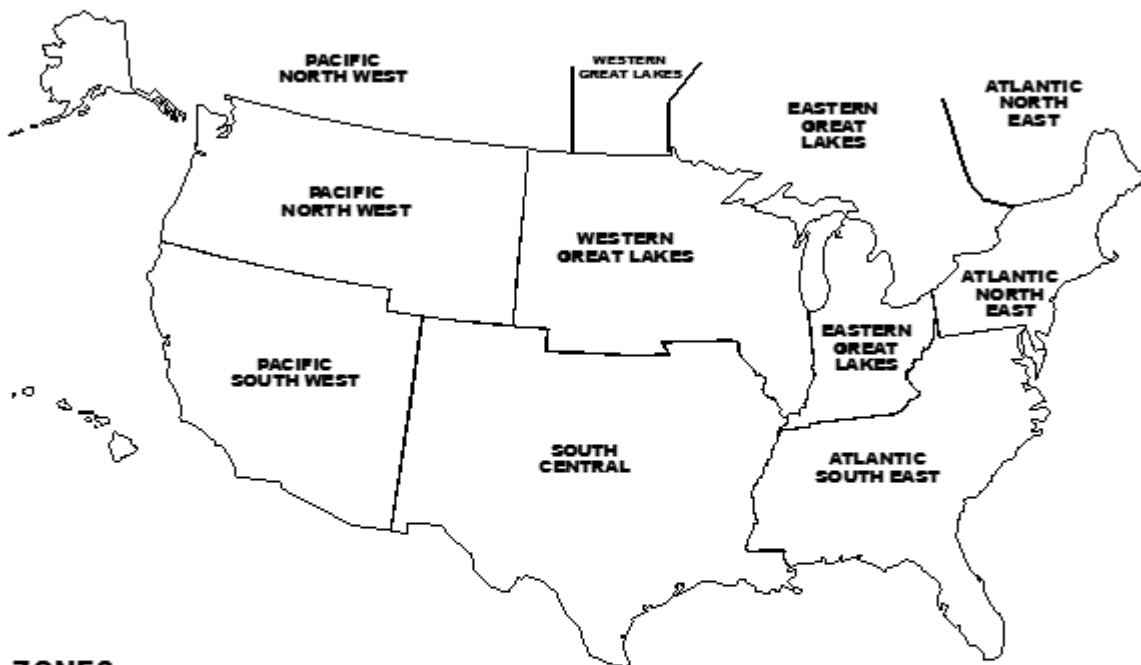 PACIFIC
NORTH WEST
WESTERN
GREAT LAKES
ATLANTIC
NORTH
EAST
EASTERN
GREAT
LAKES
PACIFIC
NORTH WEST
WESTERN
GREAT LAKES
ATLANTIC
NORTH
EAST
EASTERN
GREAT
LAKES
PACIFIC
SOUTH WEST
SOUTH
CENTRAL
ATLANTIC
SOUTH EAST
ZONES